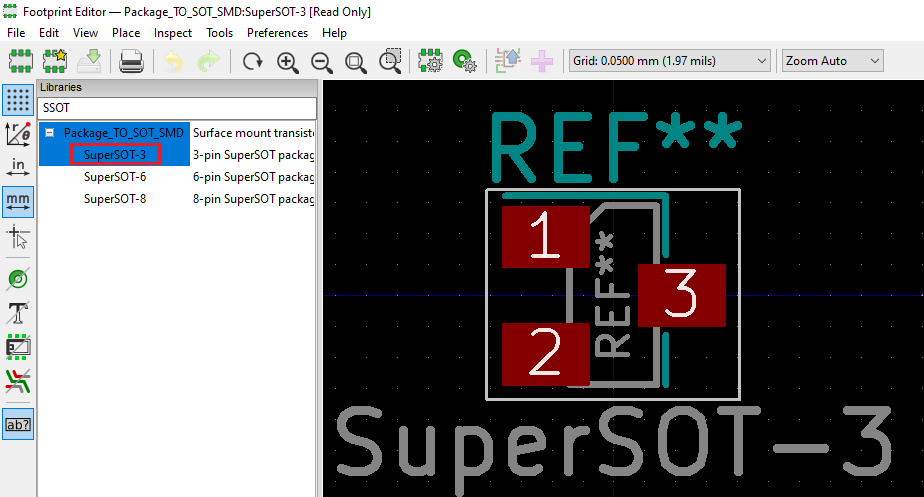 Footprint Editor — Package_TO_SOT_SMD:SuperSOT-3 [Read Only]
File Edit View Place Inspect Tools Preferences Help
Grid: 0.0500 mm (1.97 mils) Zoom Auto
Libraries
SSOT
Package_TO_SOT_SMD Surface mount transist
SuperSOT-3 3-pin SuperSOT packag
SuperSOT-6 6-pin SuperSOT packag
SuperSOT-8 8-pin SuperSOT packag
in
mm
T
ab?
REF**
1
REF**
3
2
SuperSOT-3